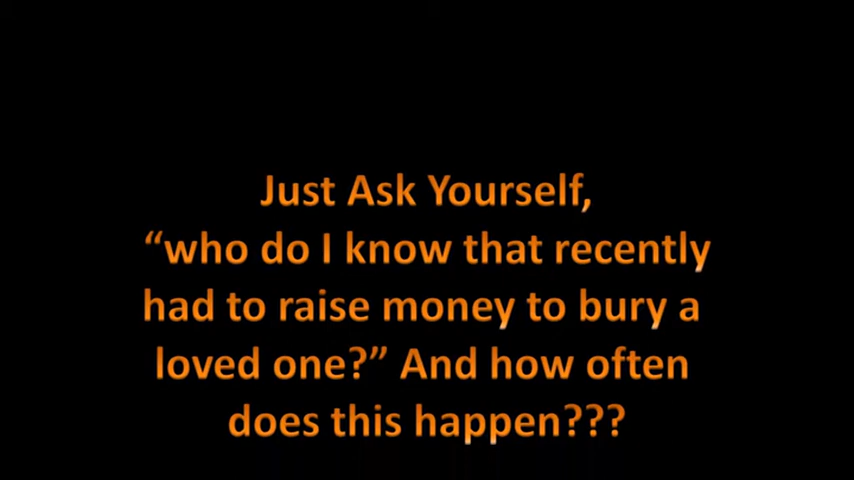 Just Ask Yourself,
“who do I know that recently
had to raise money to bury a
loved one?” And how often
does this happen???